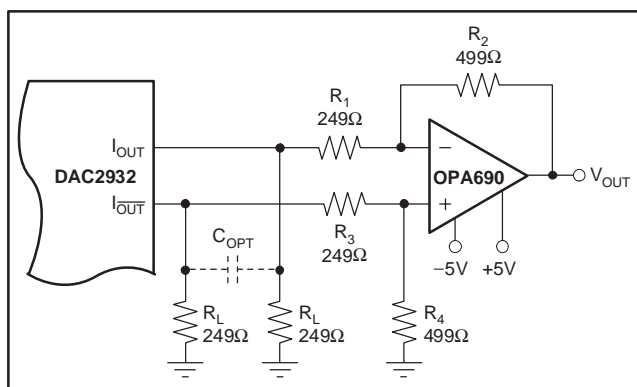 R2
499Ω
R1
249Ω
IOUT
DAC2932
OPA690
−
+
VOUT
IOUT
COPT
R3
249Ω
−5V
+5V
RL
249Ω
RL
249Ω
R4
499Ω